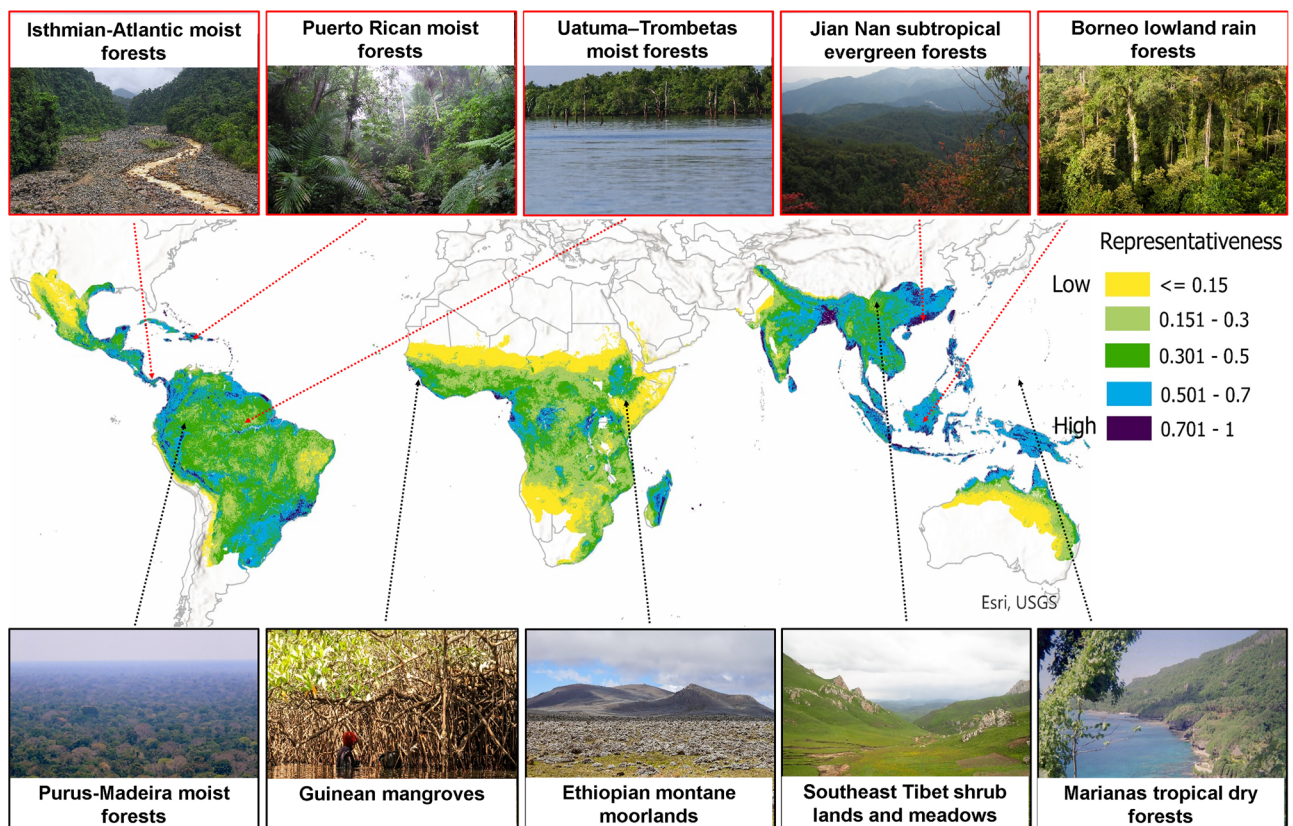 Isthmian-Atlantic moist
forests
Puerto Rican moist
forests
Uatuma–Trombetas
moist forests
Jian Nan subtropical
evergreen forests
Borneo lowland rain
forests
Representativeness
Low
<= 0.15
0.151 - 0.3
0.301 - 0.5
0.501 - 0.7
High
0.701 - 1
Esri, USGS
Purus-Madeira moist
forests
Guinean mangroves
Ethiopian montane
moorlands
Southeast Tibet shrub
lands and meadows
Marianas tropical dry
forests